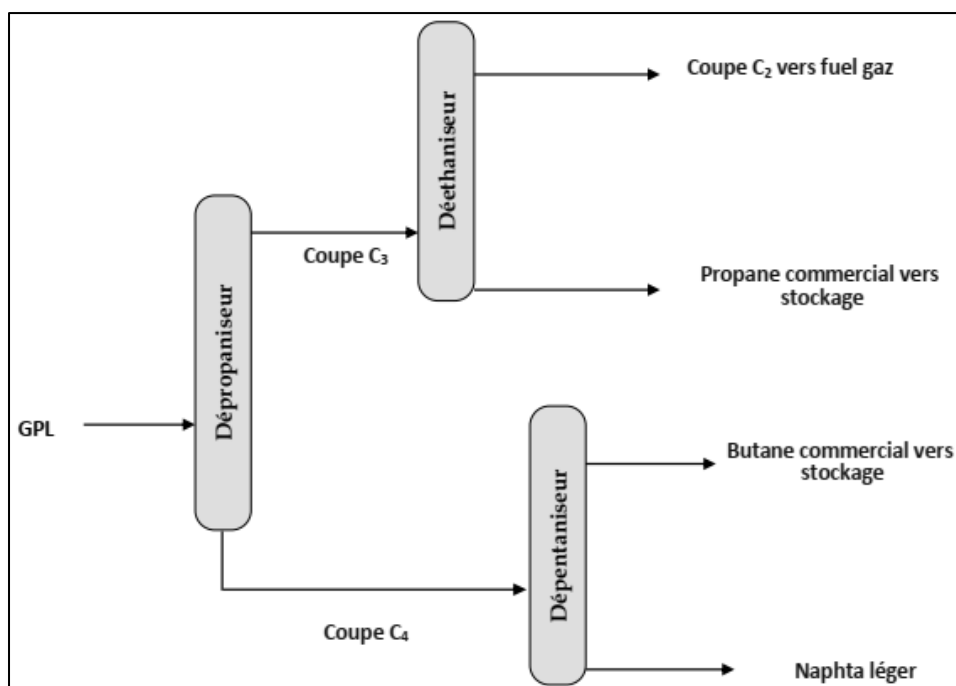 Coupe C₂ vers fuel gaz
Déethaniseur
Coupe C₃
Propane commercial vers
stockage
Dépropaniseur
GPL
Butane commercial vers
stockage
Dépentaniseur
Coupe C₄
Naphta léger